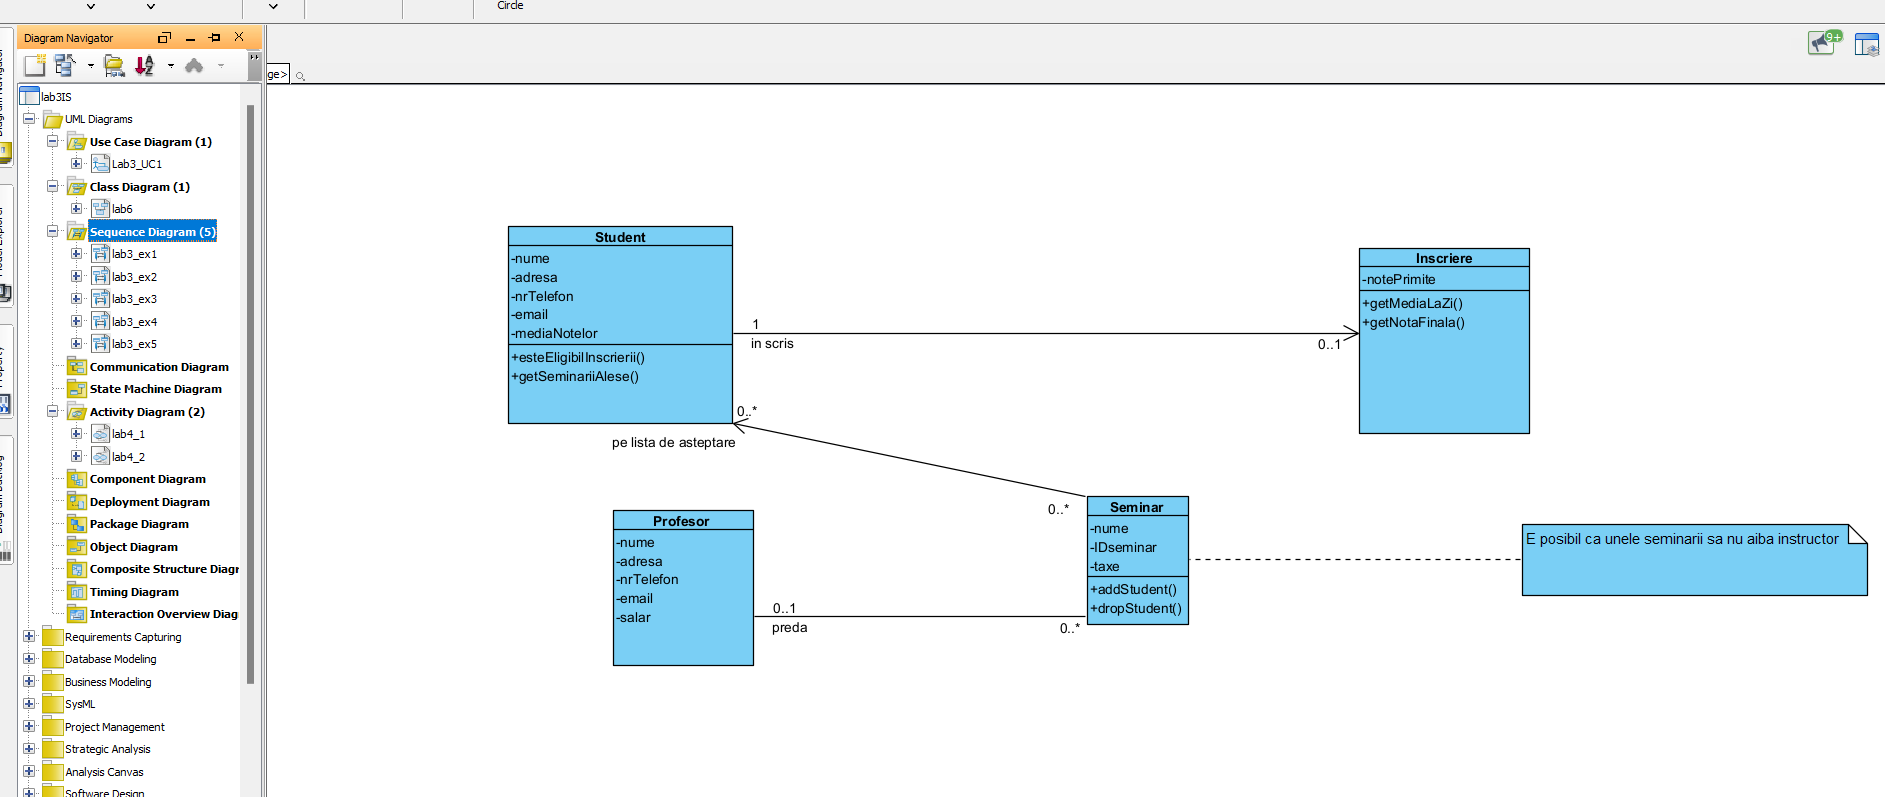 Circle
Diagram Navigator
9+
ge>
lab3IS
UML Diagrams
Use Case Diagram (1)
Lab3_UC1
Class Diagram (1)
lab6
Sequence Diagram (5)
lab3_ex1
lab3_ex2
lab3_ex3
lab3_ex4
lab3_ex5
Communication Diagram
State Machine Diagram
Activity Diagram (2)
lab4_1
lab4_2
Component Diagram
Deployment Diagram
Package Diagram
Object Diagram
Composite Structure Diagr
Timing Diagram
Interaction Overview Diag
Requirements Capturing
Database Modeling
Business Modeling
SysML
Project Management
Strategic Analysis
Analysis Canvas
Software Design
Student
-nume
-adresa
-nrTelefon
-email
-mediaNotelor
+esteEligibilInscrierii()
+getSeminariiAlese()
1
in scris
0..1
Inscriere
-notePrimite
+getMediaLaZi()
+getNotaFinala()
0..*
pe lista de asteptare
0..*
Profesor
-nume
-adresa
-nrTelefon
-email
-salar
0..1
preda
0..*
Seminar
-nume
-IDseminar
-taxe
+addStudent()
+dropStudent()
E posibil ca unele seminarii sa nu aiba instructor